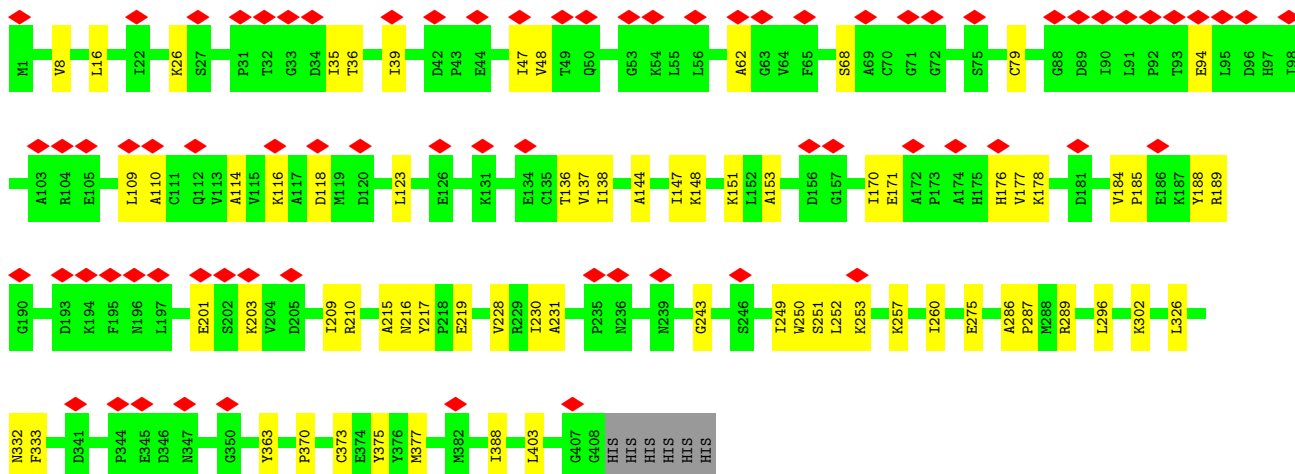 M1 V8 L16 I22 K26 S27 P31 T32 G33 D34 I35 T36 I39 D42 P43 E44 I47 V48 T49 Q50 G53 K54 L55 L56 A62 G63 V64 F65 S68 A69 C70 G71 G72 S75 C79 G88 D89 I90 L91 P92 T93 E94 L95 D96 H97 I98
A103 R104 E105 L109 A110 C111 Q112 V113 A114 V115 K116 A117 D118 M119 D120 L123 E126 K131 E134 C135 T136 V137 I138 A144 I147 K148 K151 L152 A153 D156 G157 I170 E171 A172 P173 A174 H175 H176 V177 K178 D181 V184 P185 E186 K187 Y188 R189
G190 D193 K194 F195 N196 L197 E201 S202 K203 V204 D205 I209 R210 A215 N216 Y217 P218 E219 V228 R229 I230 A231 P235 N236 N239 G243 S246 I249 W250 S251 L252 K253 K257 I260 E275 A286 P287 M288 R289 L296 K302 L326
N332 F333 D341 P344 E345 D346 N347 G350 Y363 P370 C373 E374 Y375 Y376 M377 M382 I388 L403 G407 G408 HIS HIS HIS HIS HIS HIS